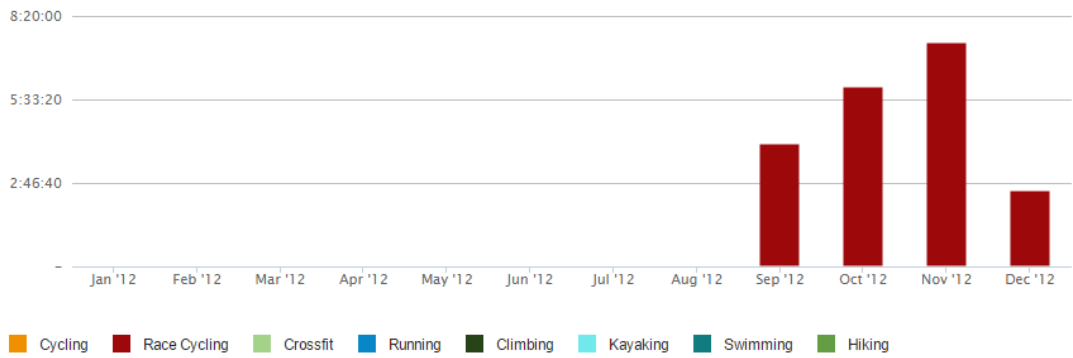 8:20:00
5:33:20
2:46:40
–
Jan '12 Feb '12 Mar '12 Apr '12 May '12 Jun '12 Jul '12 Aug '12 Sep '12 Oct '12 Nov '12 Dec '12
Cycling Race Cycling Crossfit Running Climbing Kayaking Swimming Hiking